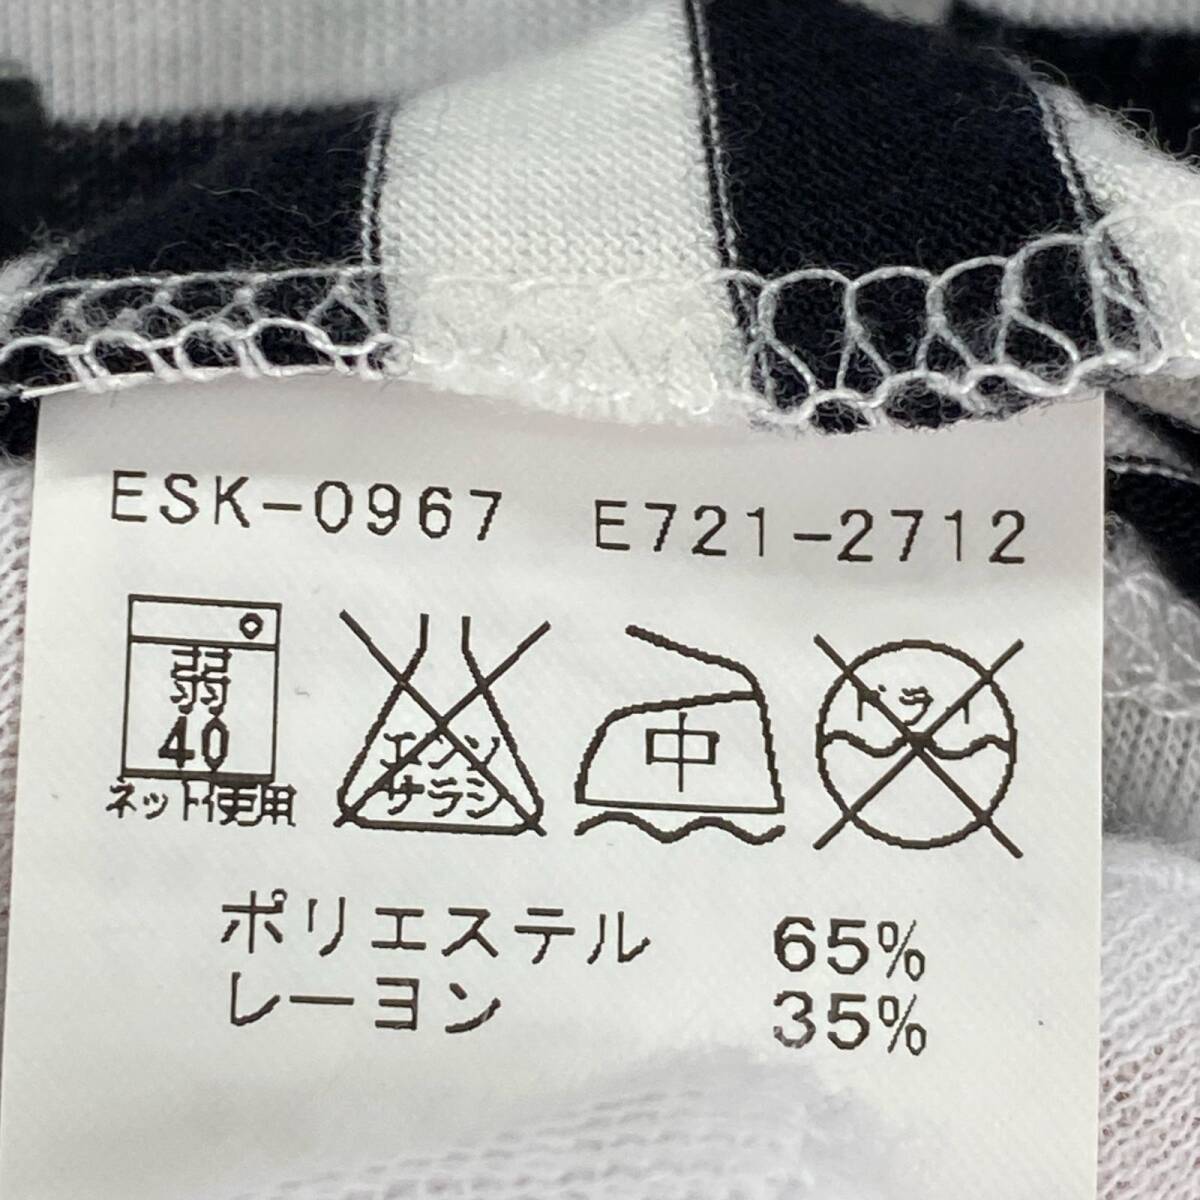 ESK-0967 E721-2712
弱
40
ネット使用
エンソ
サラシ
中
ドライ
ポリエステル 65%
レーヨン 35%